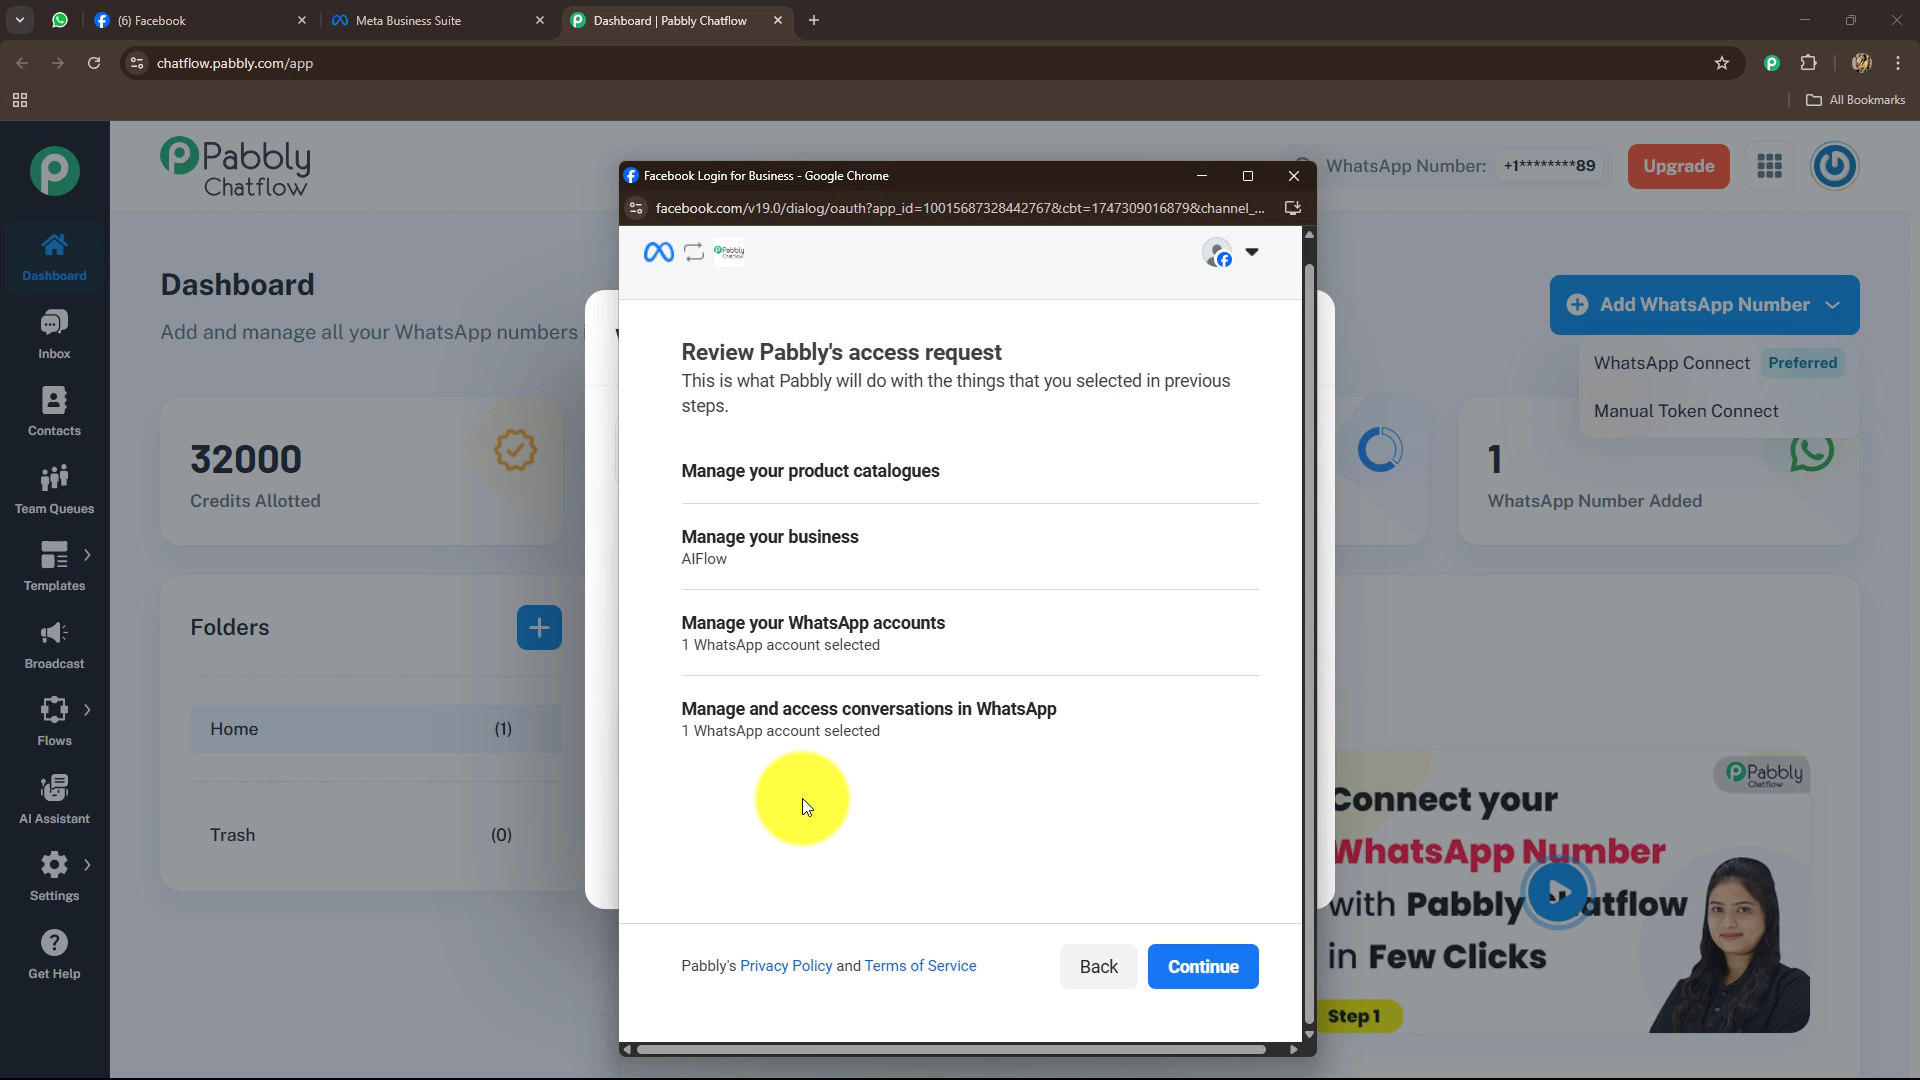 (6) Facebook
Meta Business Suite
Dashboard | Pabbly Chatflow
chatflow.pabbly.com/app
All Bookmarks
Pabbly
Chatflow
WhatsApp Number: +1********89
Upgrade
Dashboard
Inbox
Contacts
Team Queues
Templates
Broadcast
Flows
AI Assistant
Settings
Get Help
Dashboard
Add and manage all your WhatsApp numbers
Add WhatsApp Number
WhatsApp Connect Preferred
Manual Token Connect
32000
Credits Allotted
1
WhatsApp Number Added
Folders
Home (1)
Trash (0)
Facebook Login for Business - Google Chrome
facebook.com/v19.0/dialog/oauth?app_id=1001568732844276​7&cbt=1747309016879&channel_...
Pabbly
Chatflow
Review Pabbly's access request
This is what Pabbly will do with the things that you selected in previous
steps.
Manage your product catalogues
Manage your business
AIFlow
Manage your WhatsApp accounts
1 WhatsApp account selected
Manage and access conversations in WhatsApp
1 WhatsApp account selected
Pabbly's Privacy Policy and Terms of Service
Back
Continue
Pabbly
Chatflow
Connect your
WhatsApp Number
with Pabbly Chatflow
in Few Clicks
Step 1